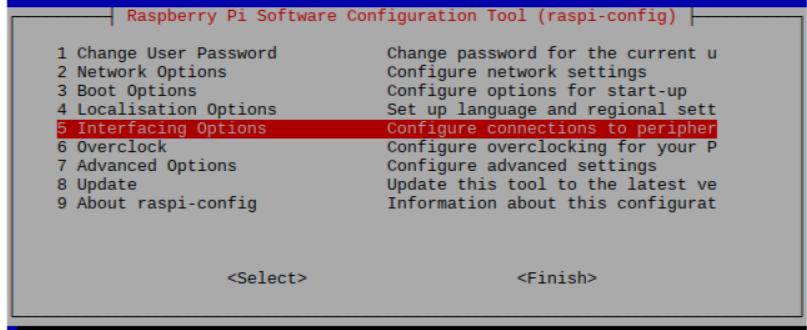 Raspberry Pi Software Configuration Tool (raspi-config)
1 Change User Password Change password for the current u
2 Network Options Configure network settings
3 Boot Options Configure options for start-up
4 Localisation Options Set up language and regional sett
5 Interfacing Options Configure connections to peripher
6 Overclock Configure overclocking for your P
7 Advanced Options Configure advanced settings
8 Update Update this tool to the latest ve
9 About raspi-config Information about this configurat
<Select> <Finish>